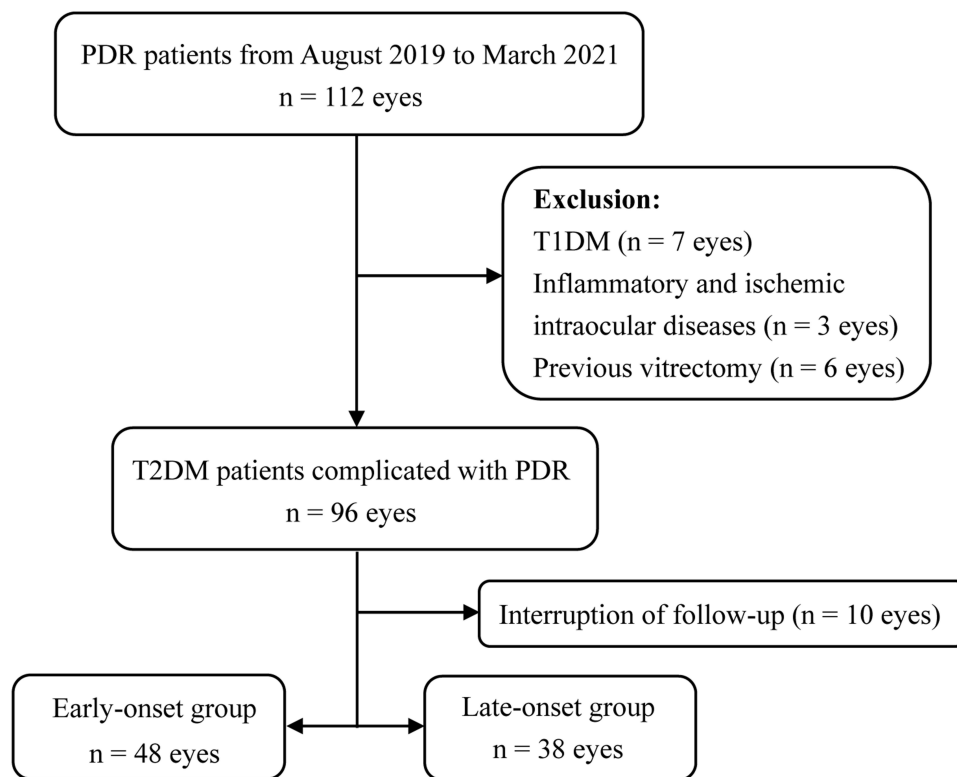 PDR patients from August 2019 to March 2021
n = 112 eyes
Exclusion:
T1DM (n = 7 eyes)
Inflammatory and ischemic
intraocular diseases (n = 3 eyes)
Previous vitrectomy (n = 6 eyes)
T2DM patients complicated with PDR
n = 96 eyes
Interruption of follow-up (n = 10 eyes)
Early-onset group
n = 48 eyes
Late-onset group
n = 38 eyes